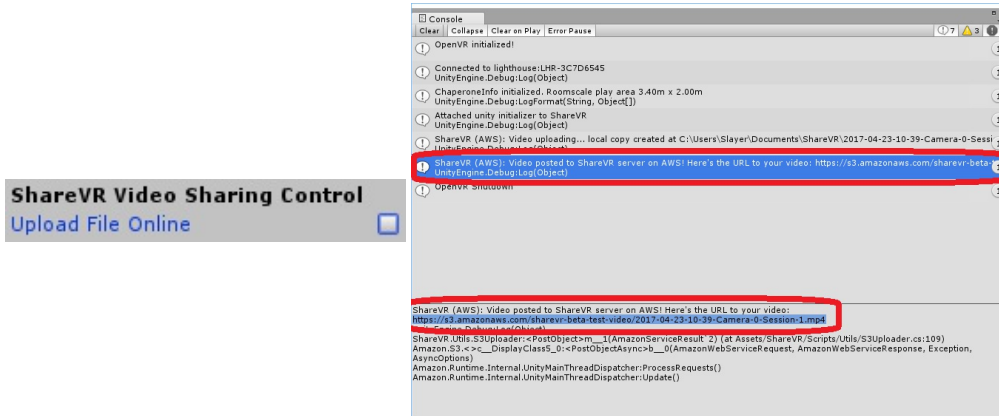 ShareVR Video Sharing Control
Upload File Online
Console
Clear Collapse Clear on Play Error Pause 7 3
OpenVR initialized!
Connected to lighthouse:LHR-3C7D6545
UnityEngine.Debug:Log(Object)
ChaperoneInfo initialized. Roomscale play area 3.40m x 2.00m
UnityEngine.Debug:LogFormat(String, Object[])
Attached unity initializer to ShareVR
UnityEngine.Debug:Log(Object)
ShareVR (AWS): Video uploading... local copy created at C:\Users\Slayer\Documents\ShareVR\2017-04-23-10-39-Camera-0-Sessi
UnityEngine.Debug:Log(Object)
ShareVR (AWS): Video posted to ShareVR server on AWS! Here's the URL to your video: https://s3.amazonaws.com/sharevr-beta-
UnityEngine.Debug:Log(Object)
OpenVR Shutdown
ShareVR (AWS): Video posted to ShareVR server on AWS! Here's the URL to your video:
https://s3.amazonaws.com/sharevr-beta-test-video/2017-04-23-10-39-Camera-0-Session-1.mp4
UnityEngine.Debug:Log(Object)
ShareVR.Utils.S3Uploader:<PostObject>m__1(AmazonServiceResult`2) (at Assets/ShareVR/Scripts/Utils/S3Uploader.cs:109)
Amazon.S3.<>c__DisplayClass5_0:<PostObjectAsync>b__0(AmazonWebServiceRequest, AmazonWebServiceResponse, Exception,
AsyncOptions)
Amazon.Runtime.Internal.UnityMainThreadDispatcher:ProcessRequests()
Amazon.Runtime.Internal.UnityMainThreadDispatcher:Update()